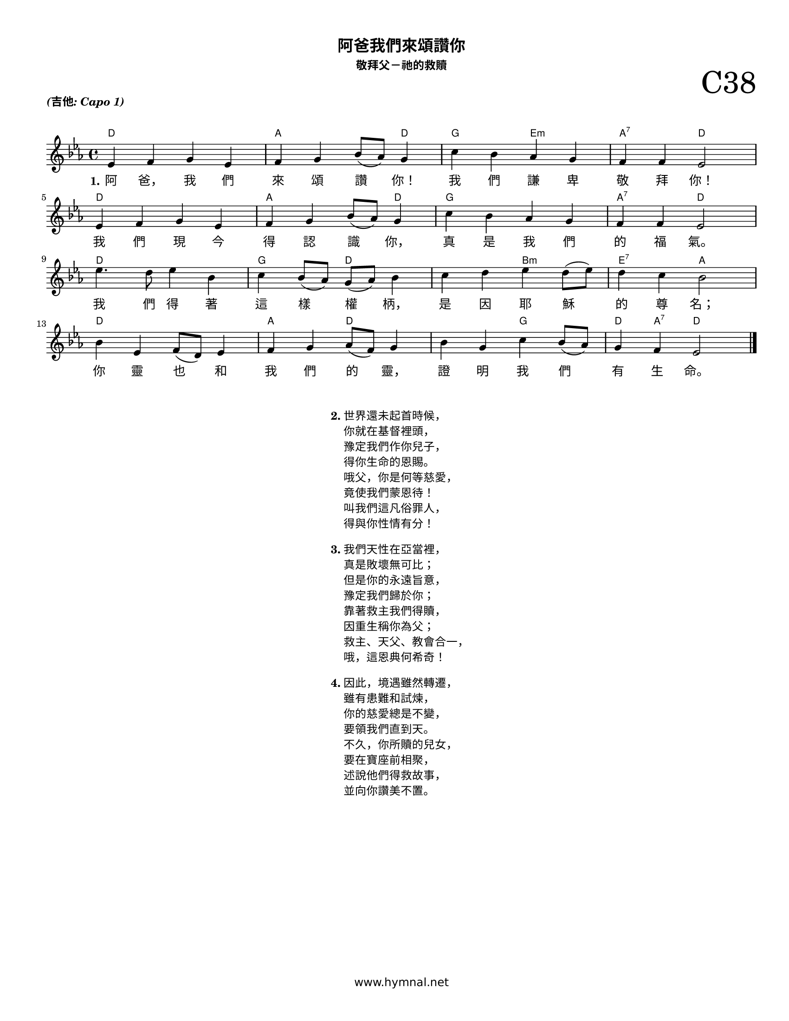 阿爸我們來頌讚你
敬拜父－祂的救贖
C38
(吉他: Capo 1)
D A D G Em A7 D
1. 阿 爸， 我 們 來 頌 讚 你！ 我 們 謙 卑 敬 拜 你！
5
D A D G A7 D
我 們 現 今 得 認 識 你， 真 是 我 們 的 福 氣。
9
D G D Bm E7 A
我 們 得 著 這 樣 權 柄， 是 因 耶 穌 的 尊 名；
13
D A D G D A7 D
你 靈 也 和 我 們 的 靈， 證 明 我 們 有 生 命。
2. 世界還未起首時候，
你就在基督裡頭，
豫定我們作你兒子，
得你生命的恩賜。
哦父，你是何等慈愛，
竟使我們蒙恩待！
叫我們這凡俗罪人，
得與你性情有分！
3. 我們天性在亞當裡，
真是敗壞無可比；
但是你的永遠旨意，
豫定我們歸於你；
靠著救主我們得贖，
因重生稱你為父；
救主、天父、教會合一，
哦，這恩典何希奇！
4. 因此，境遇雖然轉遷，
雖有患難和試煉，
你的慈愛總是不變，
要領我們直到天。
不久，你所贖的兒女，
要在寶座前相聚，
述說他們得救故事，
並向你讚美不置。
www.hymnal.net